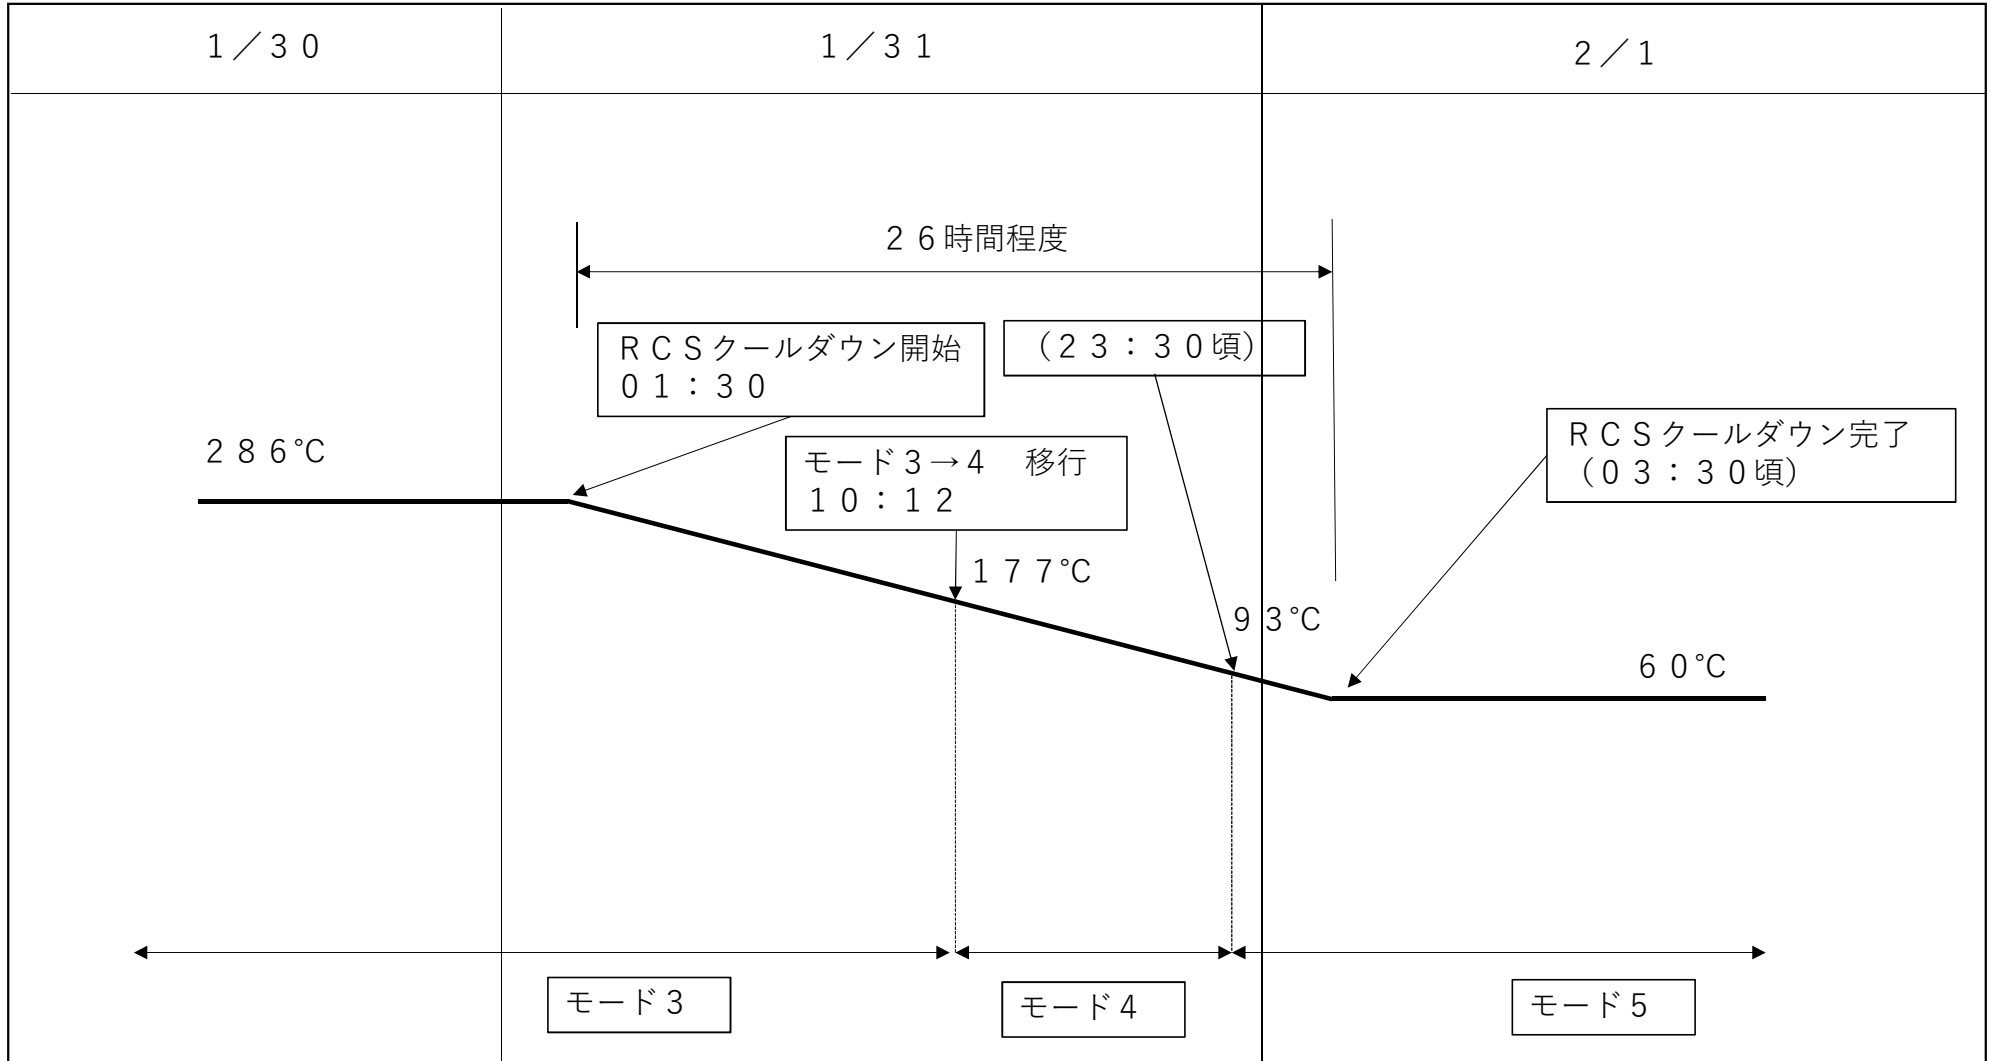 １／３０
１／３１
２／１
２６時間程度
ＲＣＳクールダウン開始
０１：３０
（２３：３０頃）
ＲＣＳクールダウン完了
（０３：３０頃）
２８６℃
モード３→４　移行
１０：１２
１７７℃
９３℃
６０℃
モード３
モード４
モード５